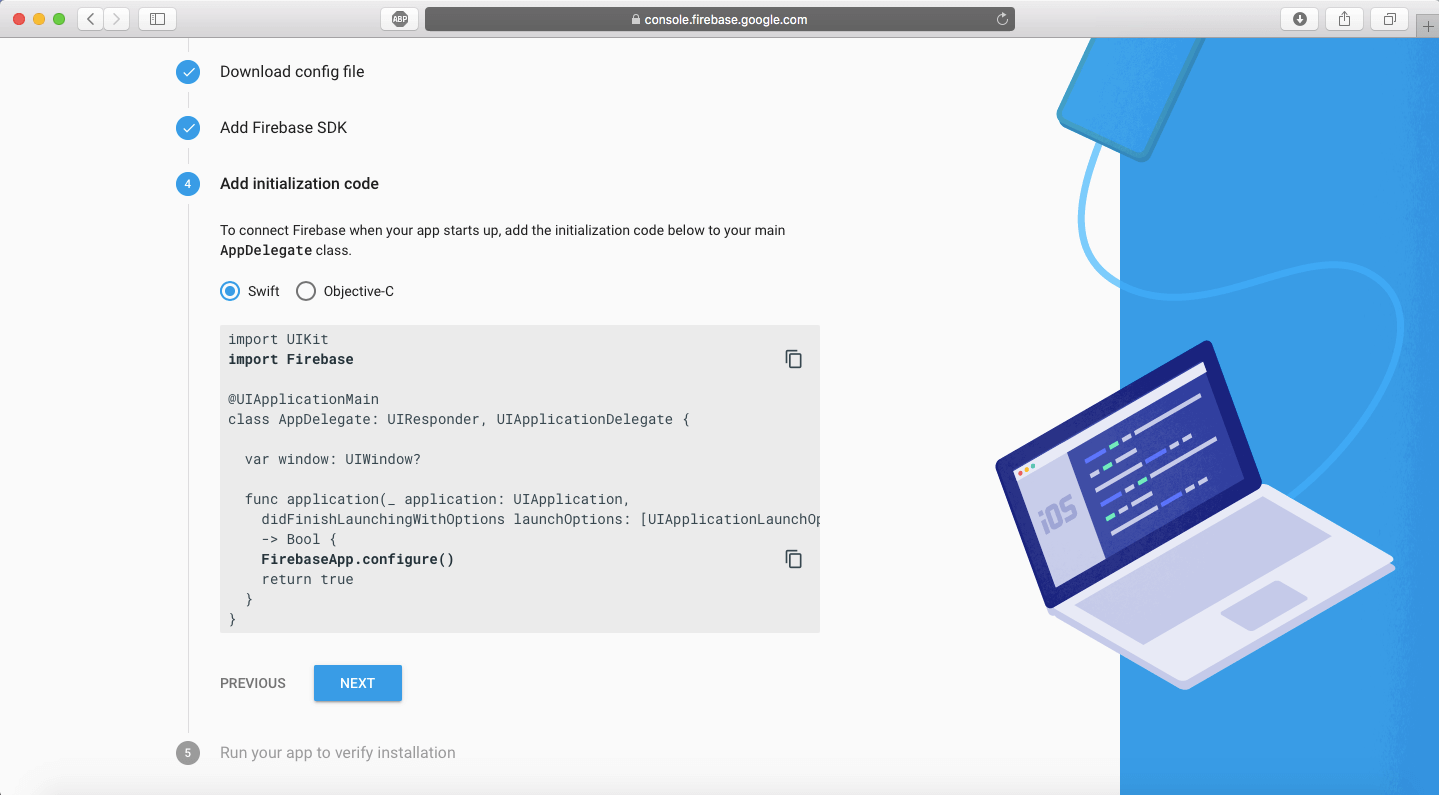 ABP
console.firebase.google.com
Download config file
Add Firebase SDK
4
Add initialization code
To connect Firebase when your app starts up, add the initialization code below to your main
AppDelegate class.
Swift
Objective-C
import UIKit
import Firebase
@UIApplicationMain
class AppDelegate: UIResponder, UIApplicationDelegate {
var window: UIWindow?
func application(_ application: UIApplication,
didFinishLaunchingWithOptions launchOptions: [UIApplicationLaunchOp
-> Bool {
FirebaseApp.configure()
return true
}
}
PREVIOUS
NEXT
5
Run your app to verify installation
iOS